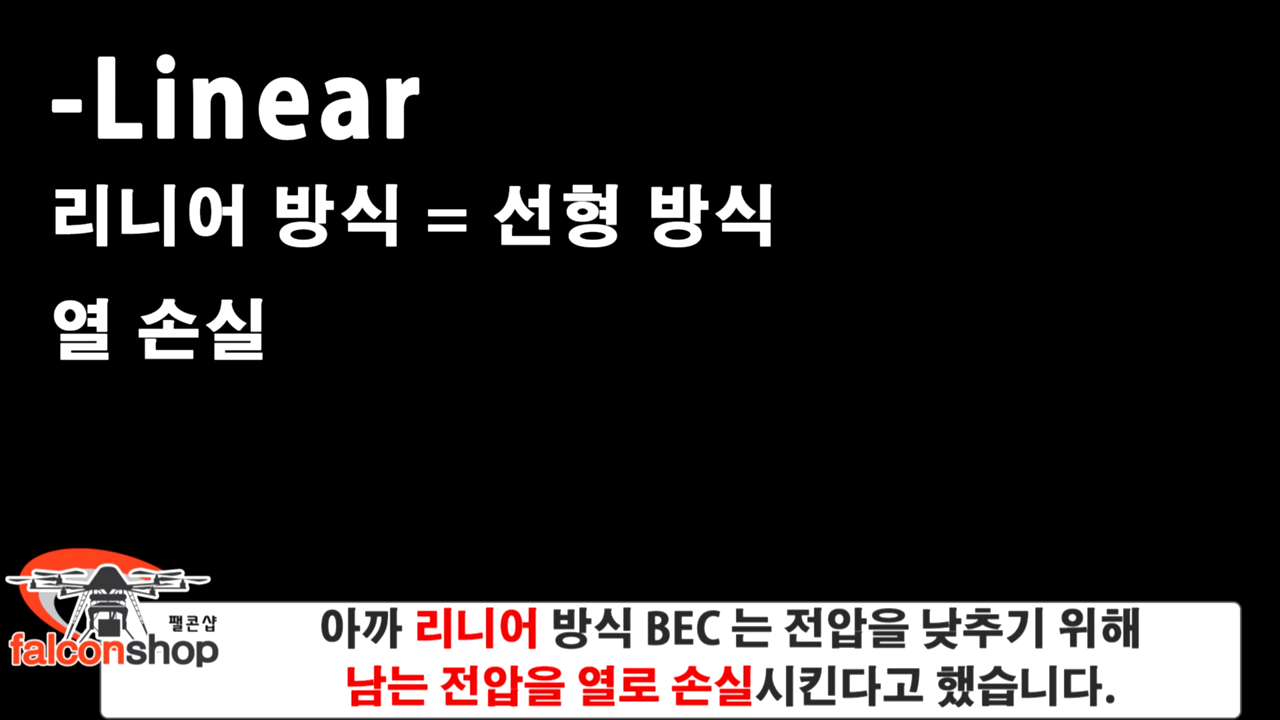 -Linear
리니어 방식 = 선형 방식
열 손실
팰콘샵
falconshop
아까 리니어 방식 BEC 는 전압을 낮추기 위해
남는 전압을 열로 손실시킨다고 했습니다.